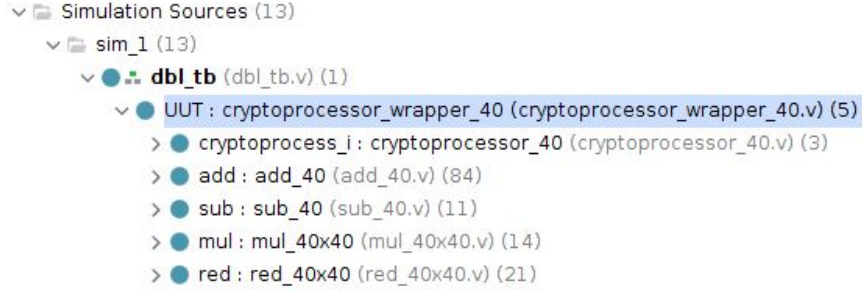 Simulation Sources (13)
sim_1 (13)
dbl_tb (dbl_tb.v) (1)
UUT : cryptoprocessor_wrapper_40 (cryptoprocessor_wrapper_40.v) (5)
cryptoprocess_i : cryptoprocessor_40 (cryptoprocessor_40.v) (3)
add : add_40 (add_40.v) (84)
sub : sub_40 (sub_40.v) (11)
mul : mul_40x40 (mul_40x40.v) (14)
red : red_40x40 (red_40x40.v) (21)